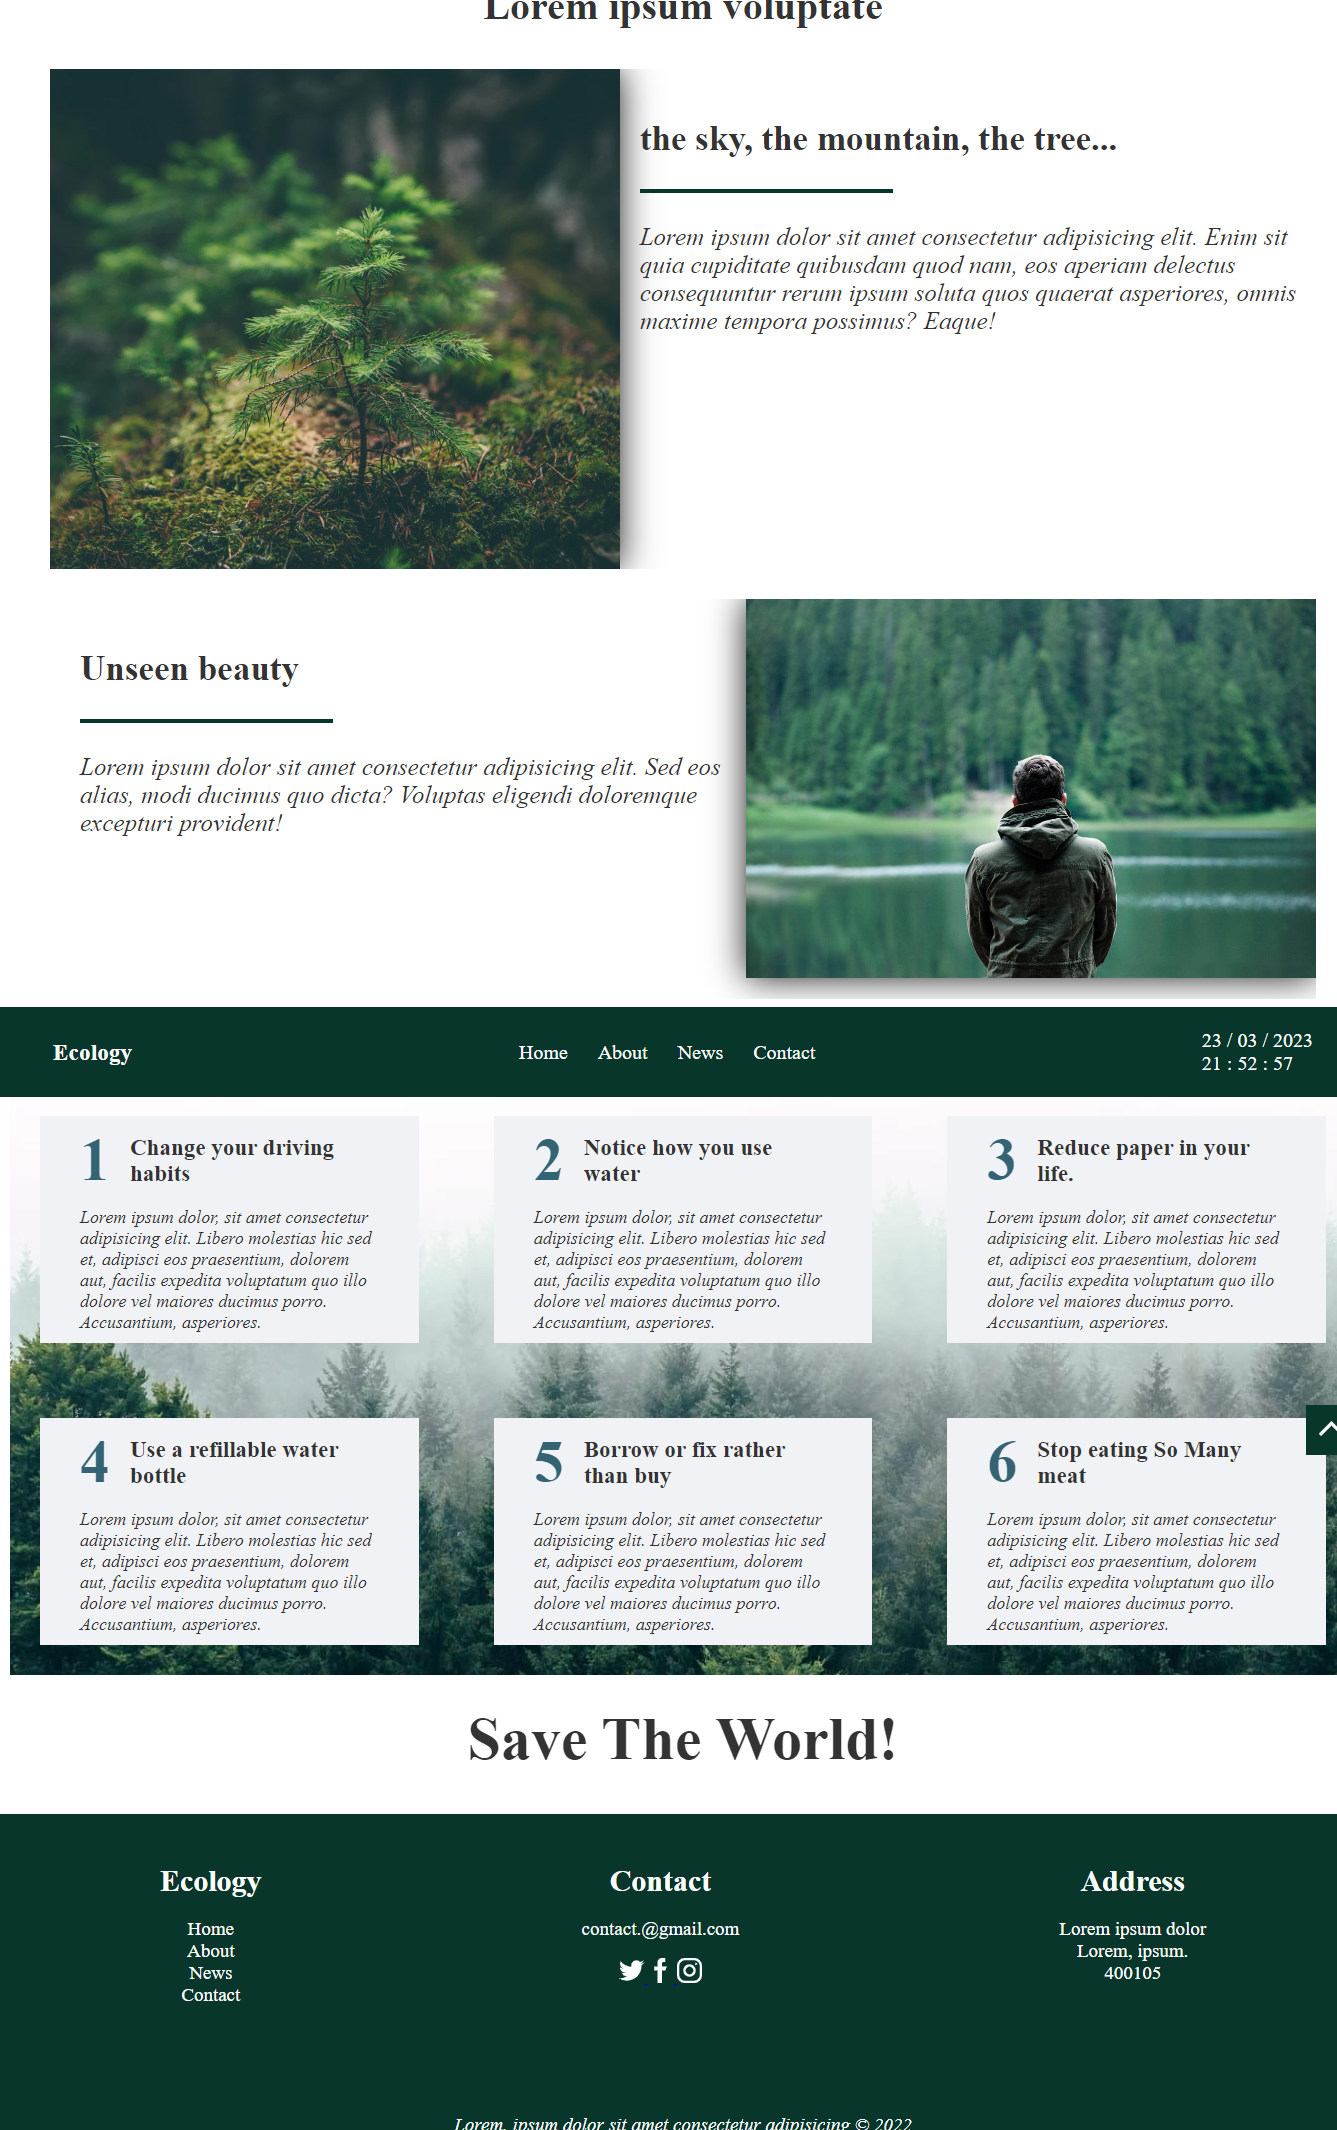 Lorem ipsum voluptate
the sky, the mountain, the tree...
Lorem ipsum dolor sit amet consectetur adipisicing elit. Enim sit
quia cupiditate quibusdam quod nam, eos aperiam delectus
consequuntur rerum ipsum soluta quos quaerat asperiores, omnis
maxime tempora possimus? Eaque!
Unseen beauty
Lorem ipsum dolor sit amet consectetur adipisicing elit. Sed eos
alias, modi ducimus quo dicta? Voluptas eligendi doloremque
excepturi provident!
Ecology
Home About News Contact
23 / 03 / 2023
21 : 52 : 57
1 Change your driving
habits
Lorem ipsum dolor, sit amet consectetur
adipisicing elit. Libero molestias hic sed
et, adipisci eos praesentium, dolorem
aut, facilis expedita voluptatum quo illo
dolore vel maiores ducimus porro.
Accusantium, asperiores.
2 Notice how you use
water
Lorem ipsum dolor, sit amet consectetur
adipisicing elit. Libero molestias hic sed
et, adipisci eos praesentium, dolorem
aut, facilis expedita voluptatum quo illo
dolore vel maiores ducimus porro.
Accusantium, asperiores.
3 Reduce paper in your
life.
Lorem ipsum dolor, sit amet consectetur
adipisicing elit. Libero molestias hic sed
et, adipisci eos praesentium, dolorem
aut, facilis expedita voluptatum quo illo
dolore vel maiores ducimus porro.
Accusantium, asperiores.
4 Use a refillable water
bottle
Lorem ipsum dolor, sit amet consectetur
adipisicing elit. Libero molestias hic sed
et, adipisci eos praesentium, dolorem
aut, facilis expedita voluptatum quo illo
dolore vel maiores ducimus porro.
Accusantium, asperiores.
5 Borrow or fix rather
than buy
Lorem ipsum dolor, sit amet consectetur
adipisicing elit. Libero molestias hic sed
et, adipisci eos praesentium, dolorem
aut, facilis expedita voluptatum quo illo
dolore vel maiores ducimus porro.
Accusantium, asperiores.
6 Stop eating So Many
meat
Lorem ipsum dolor, sit amet consectetur
adipisicing elit. Libero molestias hic sed
et, adipisci eos praesentium, dolorem
aut, facilis expedita voluptatum quo illo
dolore vel maiores ducimus porro.
Accusantium, asperiores.
Save The World!
Ecology
Home
About
News
Contact
Contact
contact.@gmail.com
Address
Lorem ipsum dolor
Lorem, ipsum.
400105
Lorem, ipsum dolor sit amet consectetur adipisicing © 2022